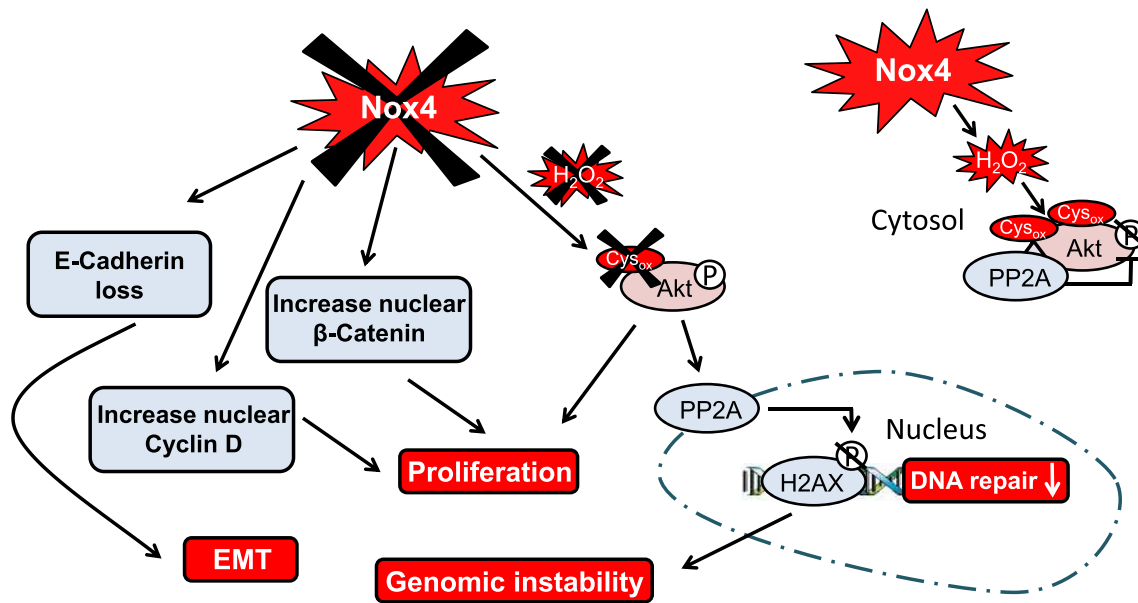 Nox4
Nox4
H₂O₂
H₂O₂
Cytosol
Cysₒₓ
Cysₒₓ
P
Akt
PP2A
E-Cadherin
loss
Cysₒₓ
P
Akt
Increase nuclear
β-Catenin
Increase nuclear
Cyclin D
PP2A
Nucleus
P
Proliferation
H2AX
DNA repair
EMT
Genomic instability